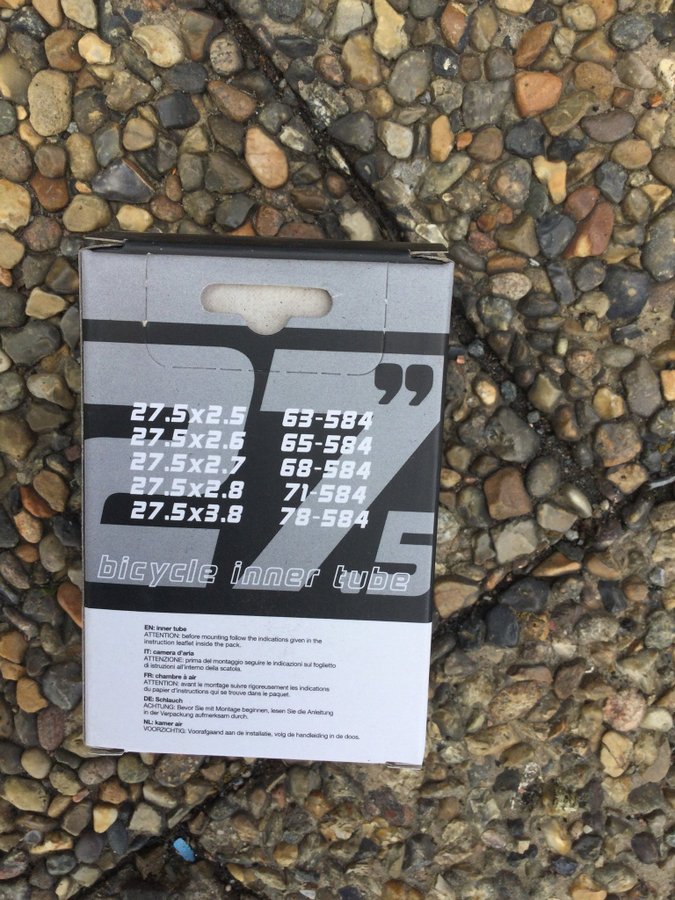 27.5"
27.5x2.5 63-584
27.5x2.6 65-584
27.5x2.7 68-584
27.5x2.8 71-584
27.5x3.8 78-584
bicycle inner tube
EN: inner tube
ATTENTION: before mounting follow the indications given in the
instruction leaflet inside the pack.
IT: camera d'aria
ATTENZIONE: prima del montaggio seguire le indicazioni sul foglietto
di istruzioni all'interno della scatola.
FR: chambre à air
ATTENTION: avant le montage suivre rigoreusement les indications
du papier d'instructions qui se trouve dans le paquet.
DE: Schlauch
ACHTUNG: Bevor Sie mit Montage beginnen, lesen Sie die Anleitung
in der Verpackung aufmerksam durch.
NL: kamer air
VOORZICHTIG: Voorafgaand aan de installatie, volg de handleiding in de doos.